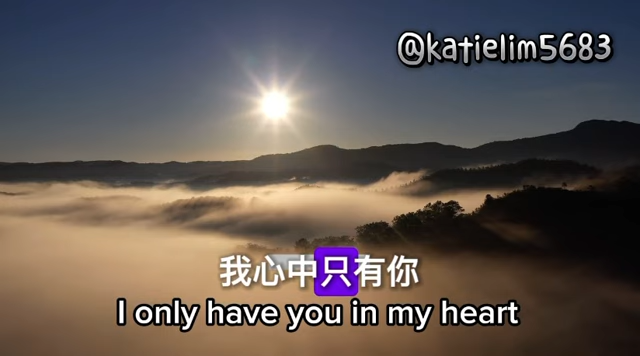 @katielim5683
我心中只有你
I only have you in my heart